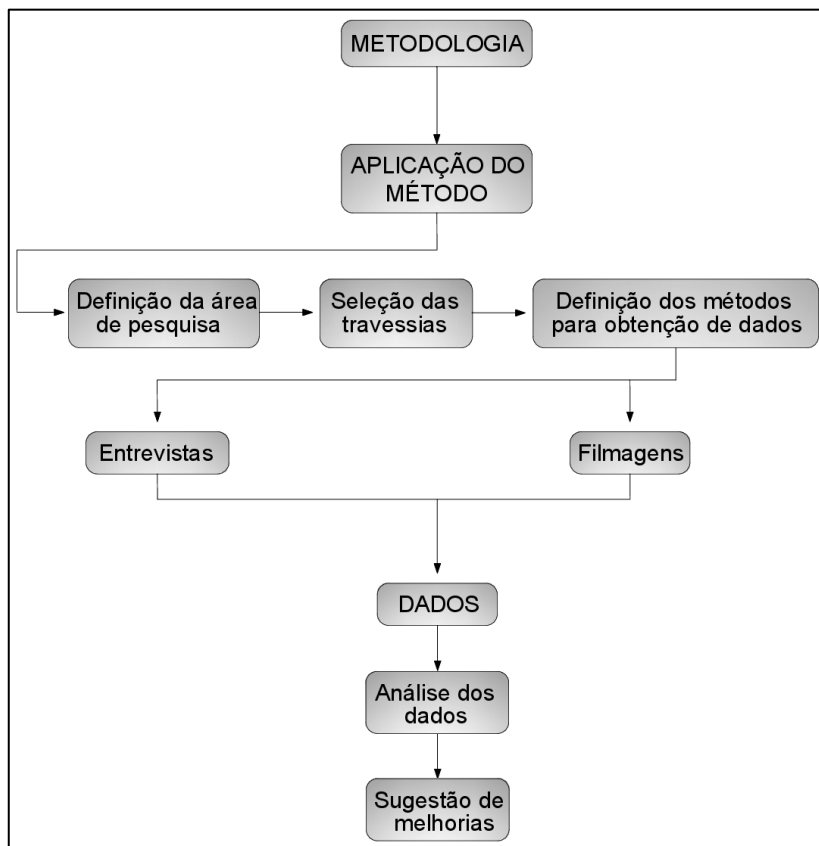 METODOLOGIA
APLICAÇÃO DO
MÉTODO
Definição da área
de pesquisa
Seleção das
travessias
Definição dos métodos
para obtenção de dados
Entrevistas
Filmagens
DADOS
Análise dos
dados
Sugestão de
melhorias